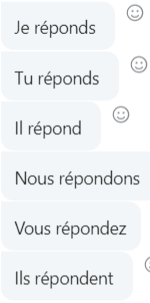 Je réponds
Tu réponds
Il répond
Nous répondons
Vous répondez
Ils répondent